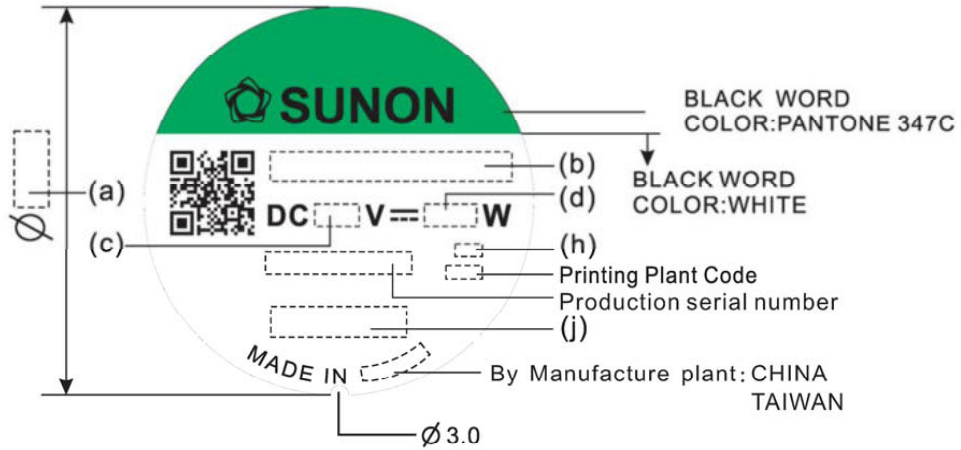 SUNON
BLACK WORD
COLOR:PANTONE 347C
BLACK WORD
COLOR:WHITE
(a)
Ø
(b)
DC V⎓ W
(d)
(c)
(h)
Printing Plant Code
Production serial number
(j)
MADE IN
By Manufacture plant: CHINA
TAIWAN
Ø3.0